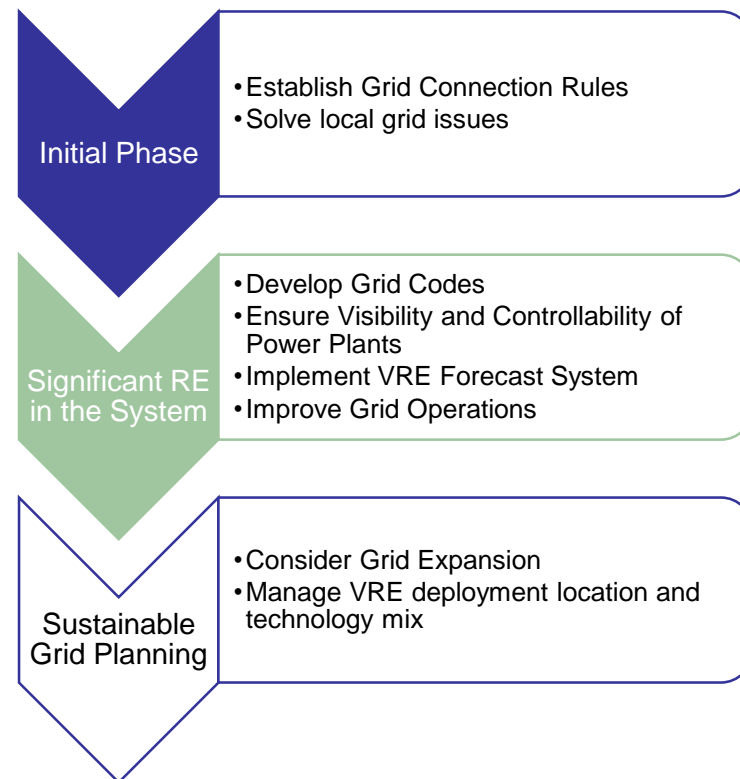 Initial Phase
•Establish Grid Connection Rules
•Solve local grid issues
Significant RE
in the System
•Develop Grid Codes
•Ensure Visibility and Controllability of
Power Plants
•Implement VRE Forecast System
•Improve Grid Operations
Sustainable
Grid Planning
•Consider Grid Expansion
•Manage VRE deployment location and
technology mix